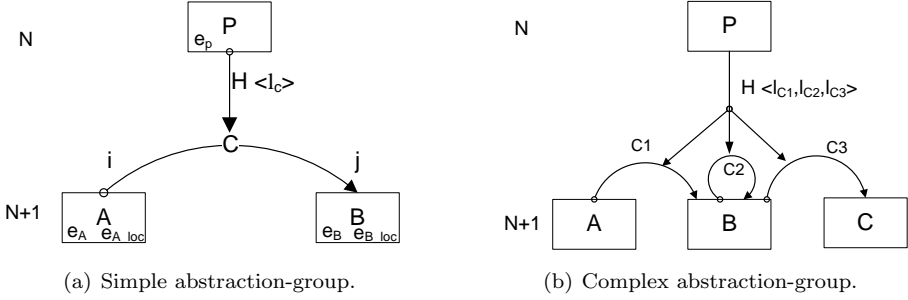 N
P
e_p
H <l_c>
C
i
j
N+1
A
e_A e_A_loc
B
e_B e_B_loc
(a) Simple abstraction-group.
N
P
H <l_C1,l_C2,l_C3>
C1
C2
C3
N+1
A
B
C
(b) Complex abstraction-group.